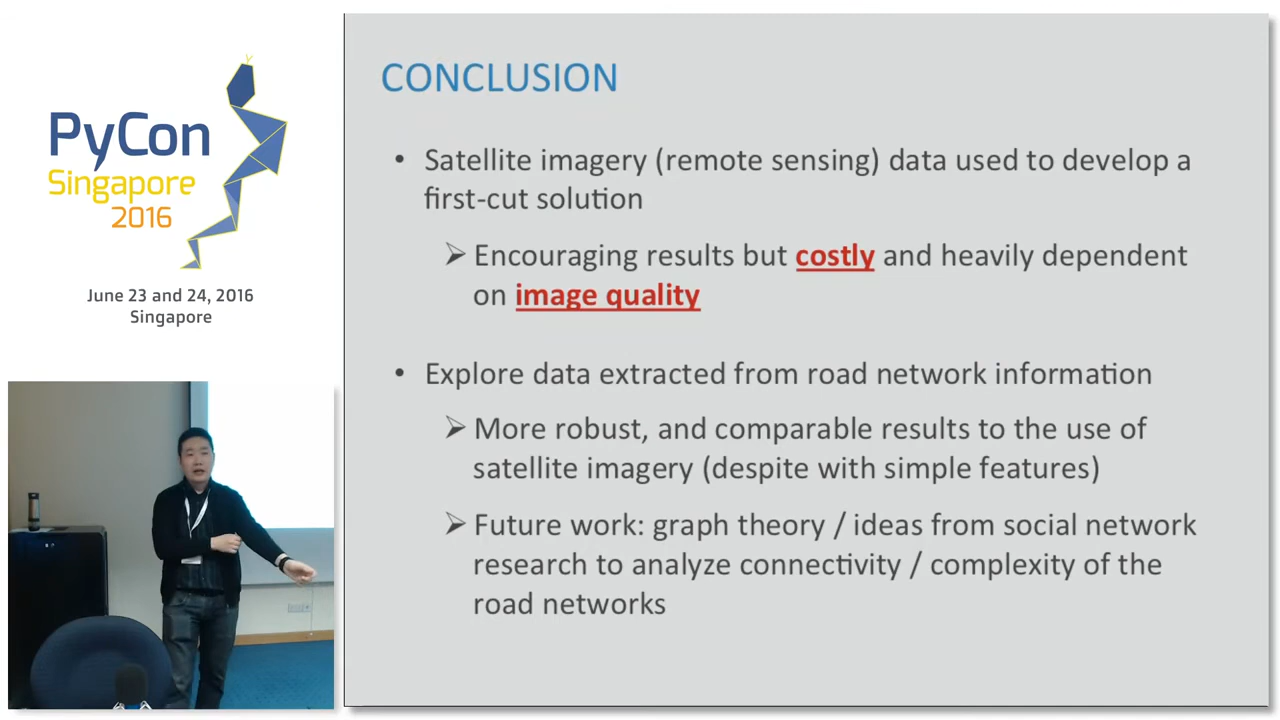 PyCon
Singapore
2016
June 23 and 24, 2016
Singapore
CONCLUSION
• Satellite imagery (remote sensing) data used to develop a
first-cut solution
➢ Encouraging results but costly and heavily dependent
on image quality
• Explore data extracted from road network information
➢ More robust, and comparable results to the use of
satellite imagery (despite with simple features)
➢ Future work: graph theory / ideas from social network
research to analyze connectivity / complexity of the
road networks